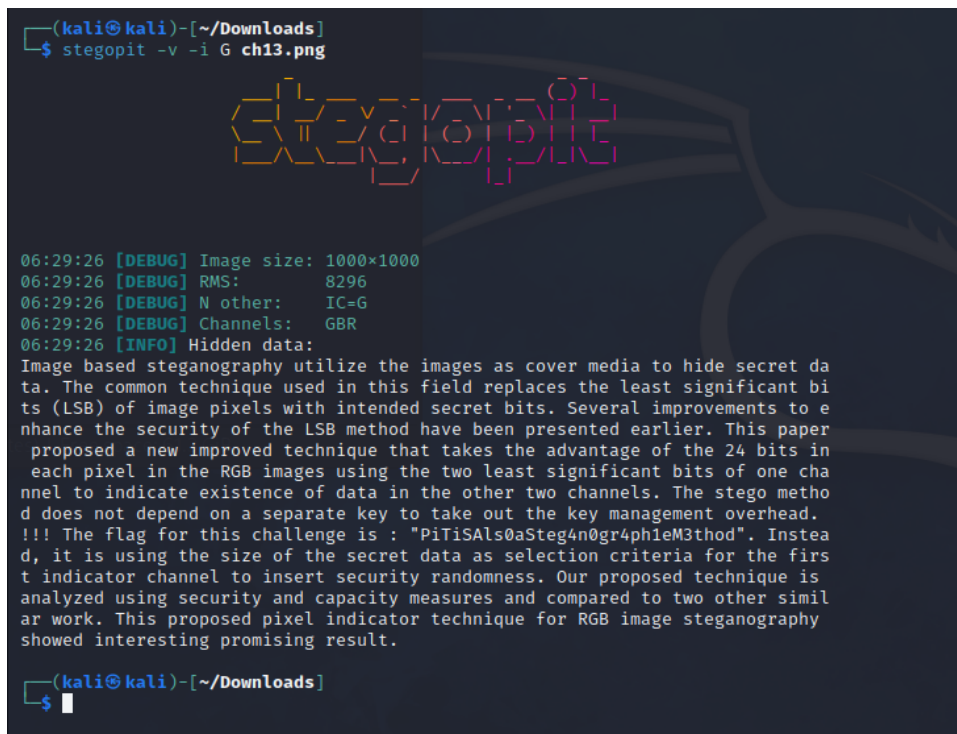 ┌──(kali㉿kali)-[~/Downloads]
└─$ stegopit -v -i G ch13.png
stegopit
06:29:26 [DEBUG] Image size: 1000×1000
06:29:26 [DEBUG] RMS:        8296
06:29:26 [DEBUG] N other:    IC=G
06:29:26 [DEBUG] Channels:   GBR
06:29:26 [INFO] Hidden data:
Image based steganography utilize the images as cover media to hide secret da
ta. The common technique used in this field replaces the least significant bi
ts (LSB) of image pixels with intended secret bits. Several improvements to e
nhance the security of the LSB method have been presented earlier. This paper
 proposed a new improved technique that takes the advantage of the 24 bits in
 each pixel in the RGB images using the two least significant bits of one cha
nnel to indicate existence of data in the other two channels. The stego metho
d does not depend on a separate key to take out the key management overhead.
!!! The flag for this challenge is : "PiTiSAls0aSteg4n0gr4ph1eM3thod". Instea
d, it is using the size of the secret data as selection criteria for the firs
t indicator channel to insert security randomness. Our proposed technique is
analyzed using security and capacity measures and compared to two other simil
ar work. This proposed pixel indicator technique for RGB image steganography
showed interesting promising result.
┌──(kali㉿kali)-[~/Downloads]
└─$